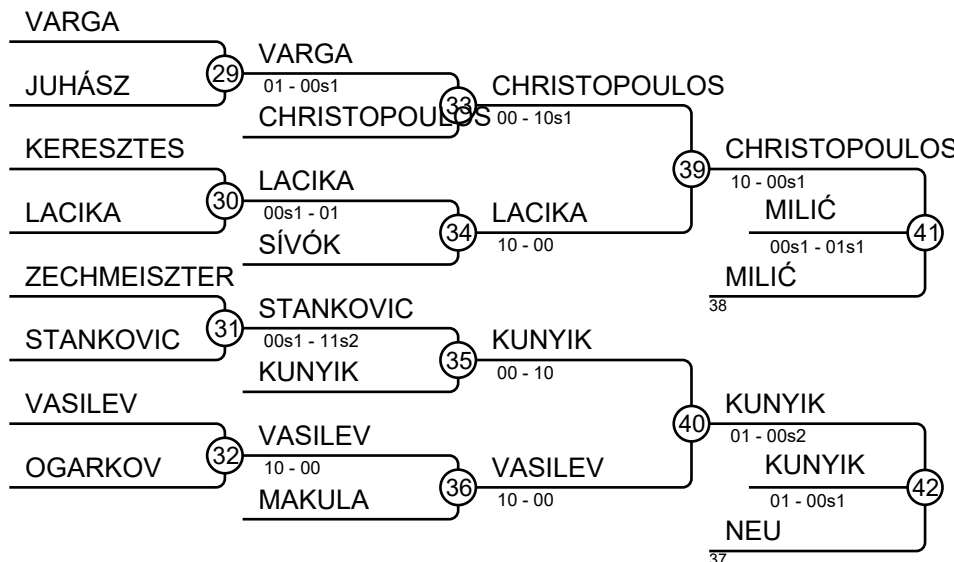 VARGA
JUHÁSZ
29
VARGA
01 - 00s1
CHRISTOPOULOS
33
CHRISTOPOULOS
00 - 10s1
KERESZTES
LACIKA
30
LACIKA
00s1 - 01
SÍVÓK
34
LACIKA
10 - 00
39
CHRISTOPOULOS
10 - 00s1
MILIĆ
00s1 - 01s1
41
MILIĆ
38
ZECHMEISZTER
STANKOVIC
31
STANKOVIC
00s1 - 11s2
KUNYIK
35
KUNYIK
00 - 10
VASILEV
OGARKOV
32
VASILEV
10 - 00
MAKULA
36
VASILEV
10 - 00
40
KUNYIK
01 - 00s2
KUNYIK
01 - 00s1
42
NEU
37